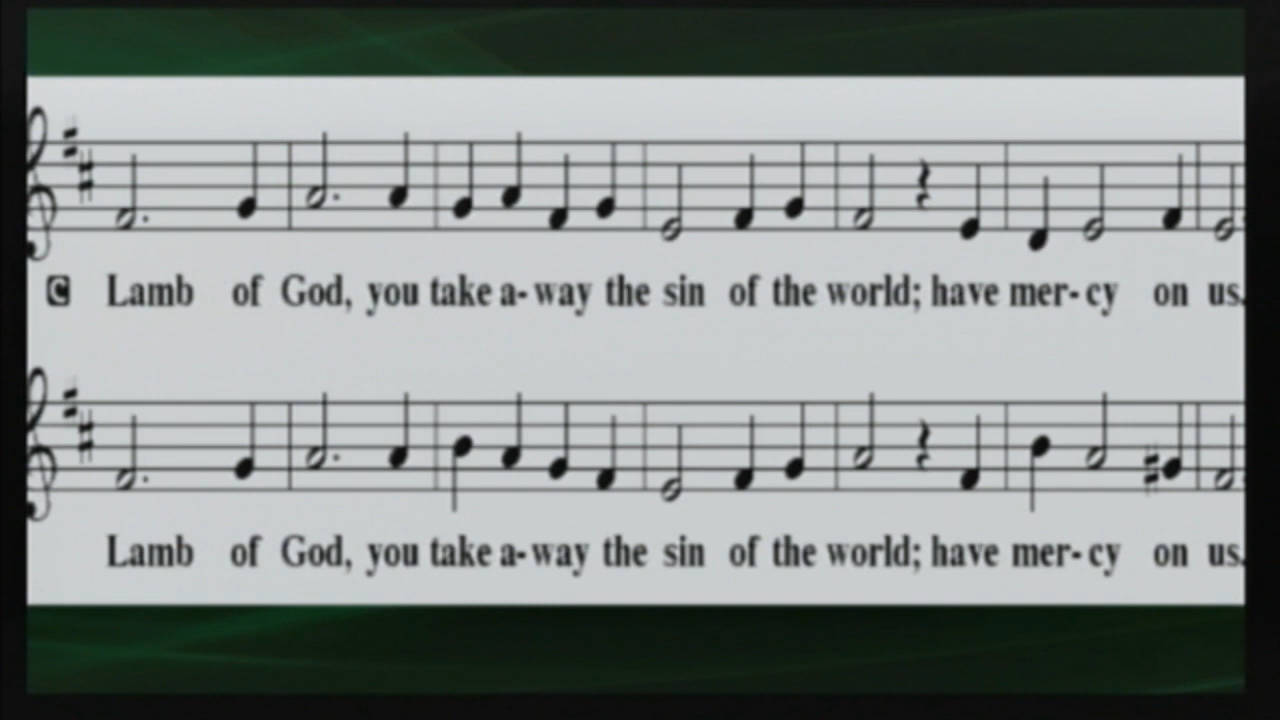 C Lamb of God, you take a-way the sin of the world; have mer-cy on us.
Lamb of God, you take a-way the sin of the world; have mer-cy on us.